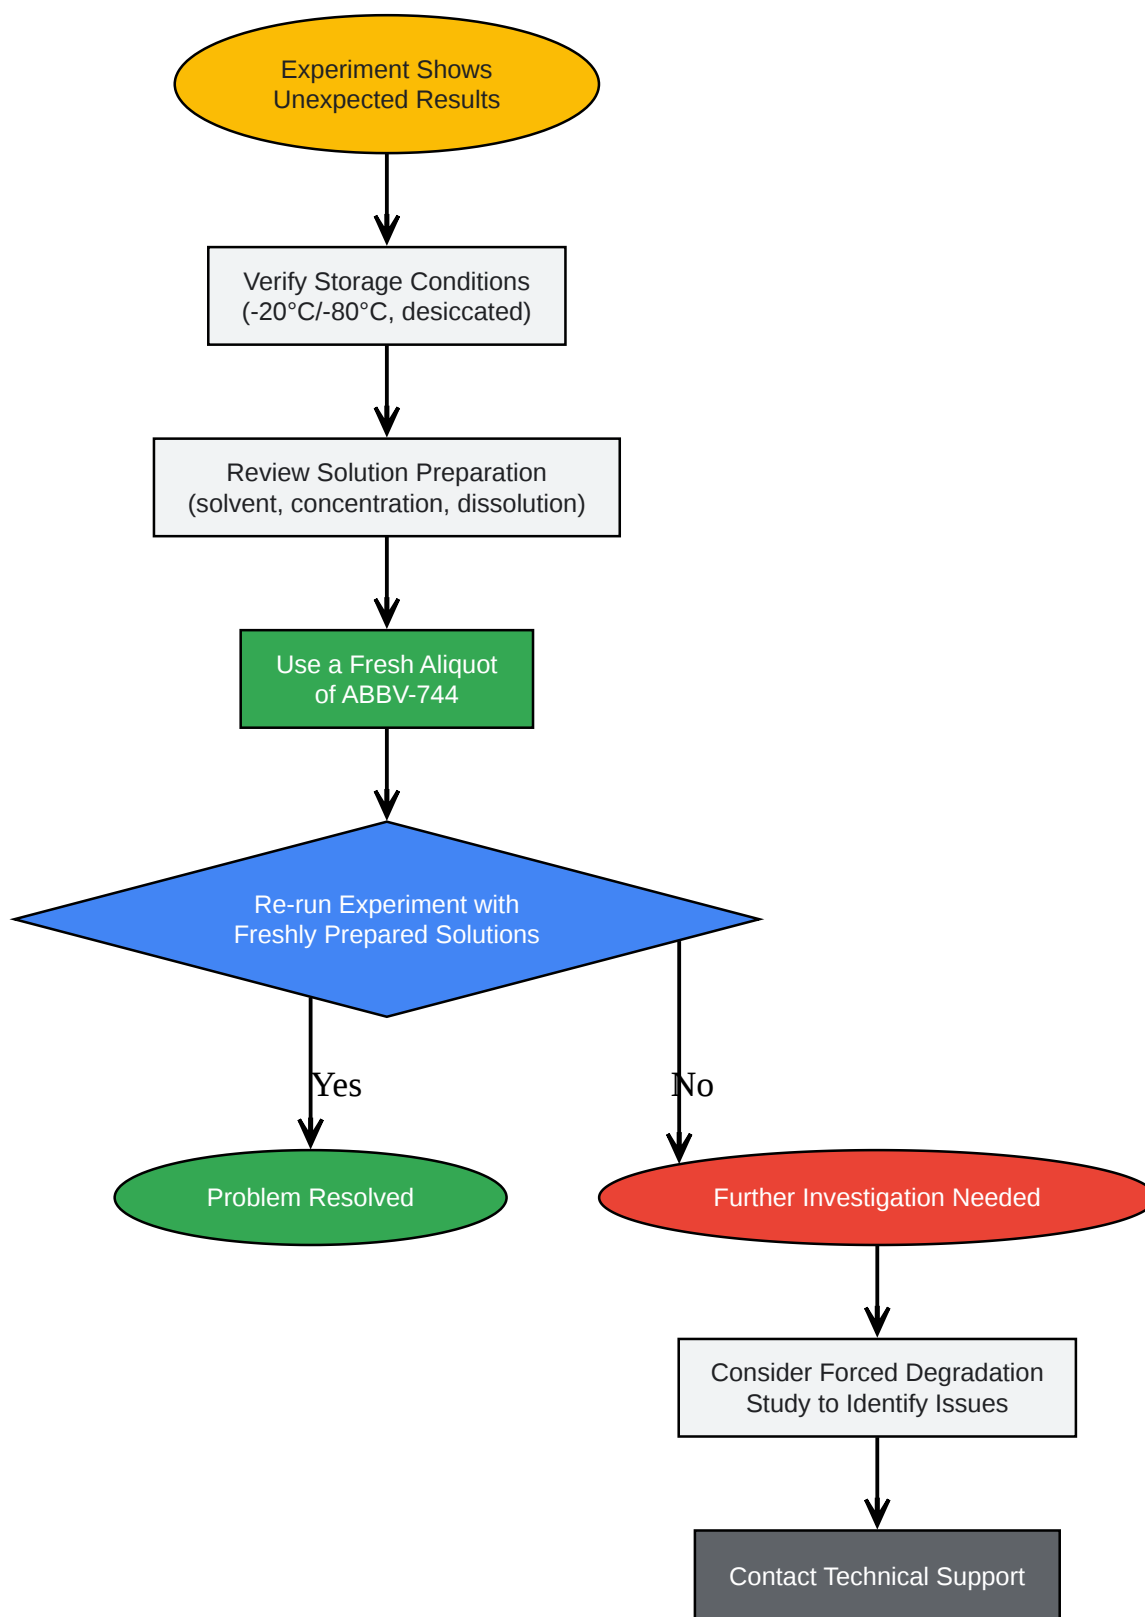 Experiment Shows
Unexpected Results
Verify Storage Conditions
(-20°C/-80°C, desiccated)
Review Solution Preparation
(solvent, concentration, dissolution)
Use a Fresh Aliquot
of ABBV-744
Re-run Experiment with
Freshly Prepared Solutions
Yes
No
Problem Resolved
Further Investigation Needed
Consider Forced Degradation
Study to Identify Issues
Contact Technical Support